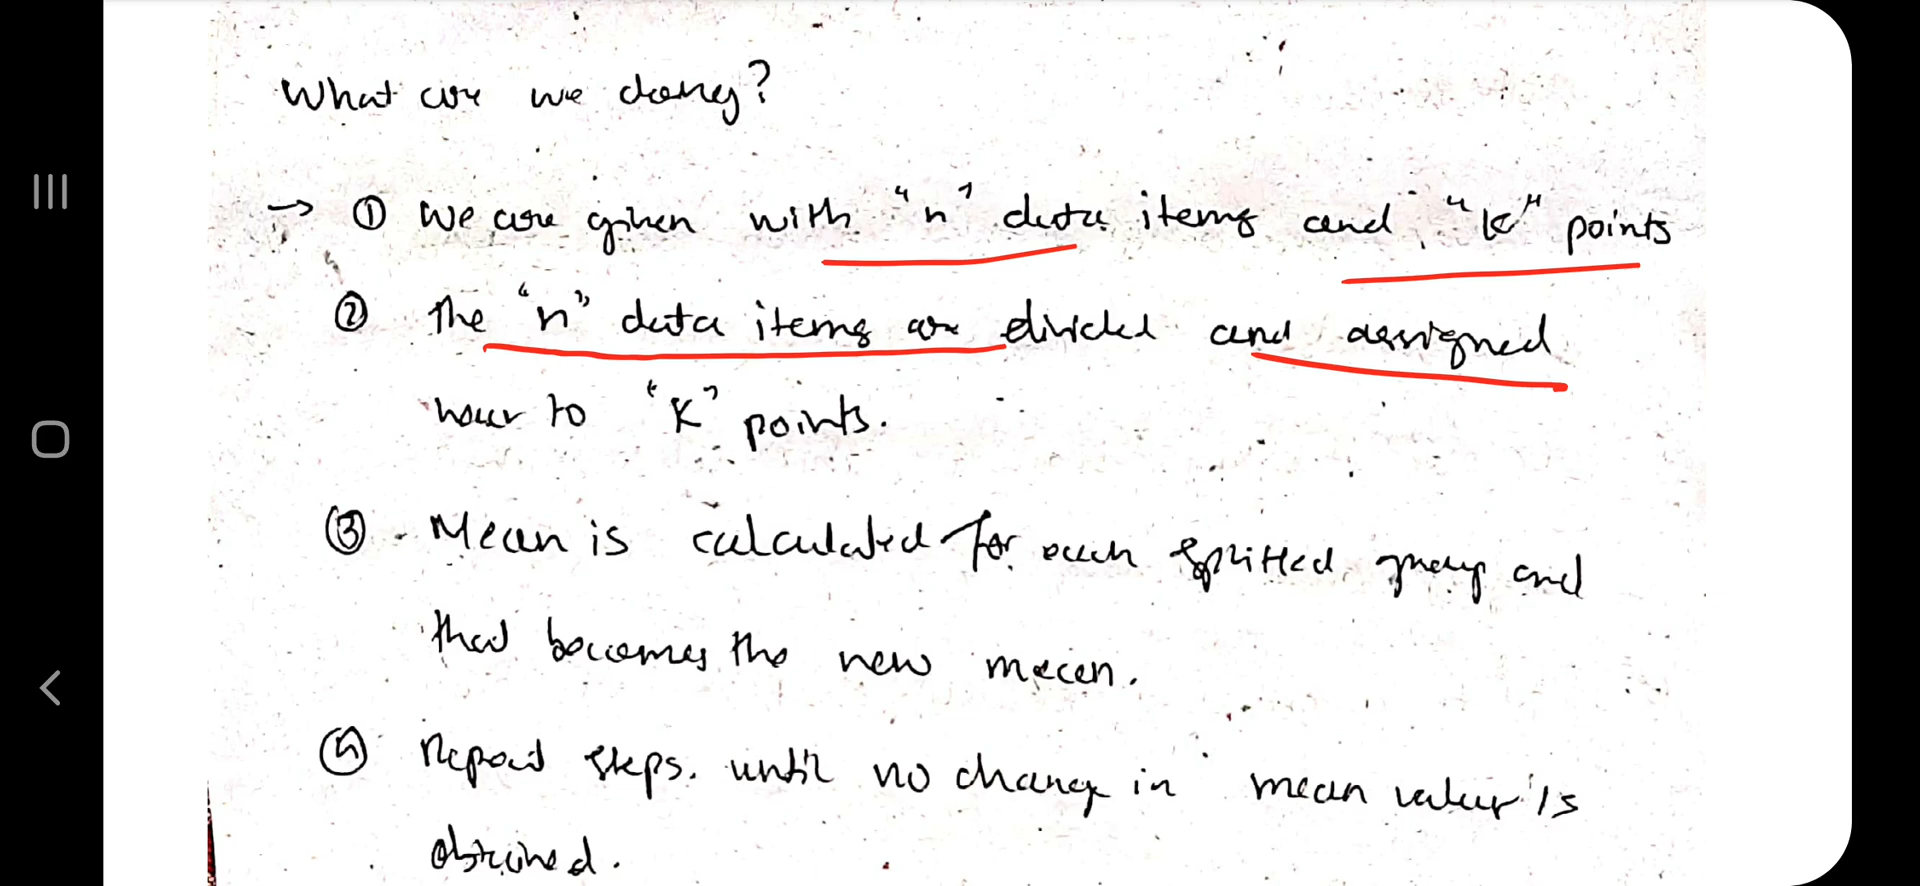 What are we doing?
→ ① We are given with "n" data items and "k" points
② The "n" data items are divided and assigned
to "K" points.
③ Mean is calculated for each splitted group and
that becomes the new mean.
④ Repeat steps. until no change in mean value is
obtained.